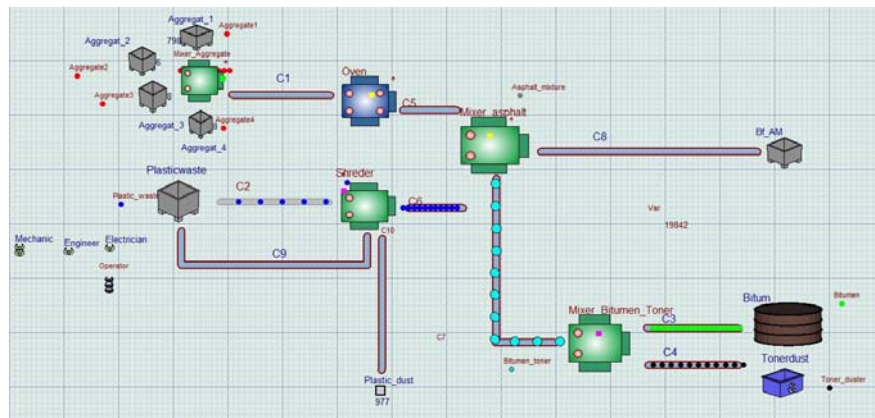 Aggregat_1
Aggregate1
Aggregat_2
798
Mixer_Aggregate
Aggregate2
Aggregate3
Aggregat_3
Aggregate4
Aggregat_4
C1
Oven
C5
Asphalt_mixture
Mixer_asphalt
C8
Bf_AM
Plasticwaste
Plastic_waste
C2
Shreder
C6
C10
C9
Var
19842
Mechanic
Engineer
Electrician
Operator
C7
Mixer_Bitumen_Toner
C3
Bitum
Bitumen
C4
Tonerdust
Bitumen_toner
Toner_duster
Plastic_dust
977